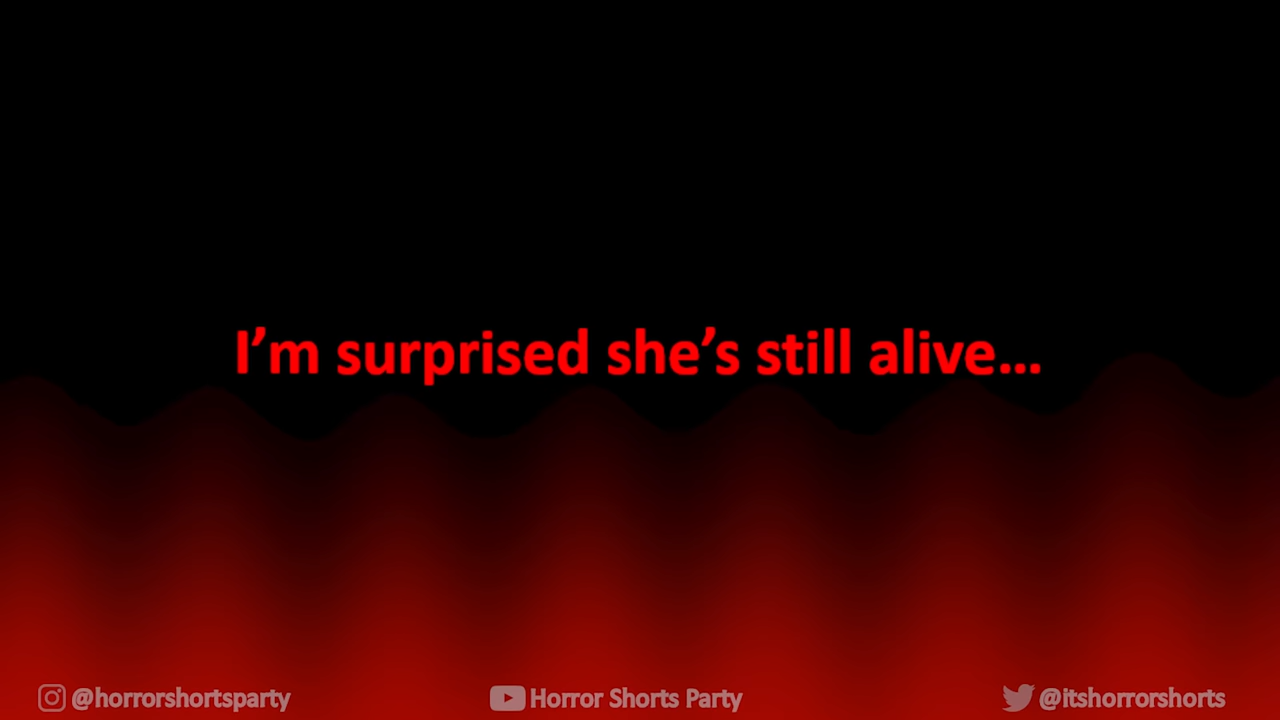 I’m surprised she’s still alive...
@horrorshortsparty
Horror Shorts Party
@itshorrorshorts